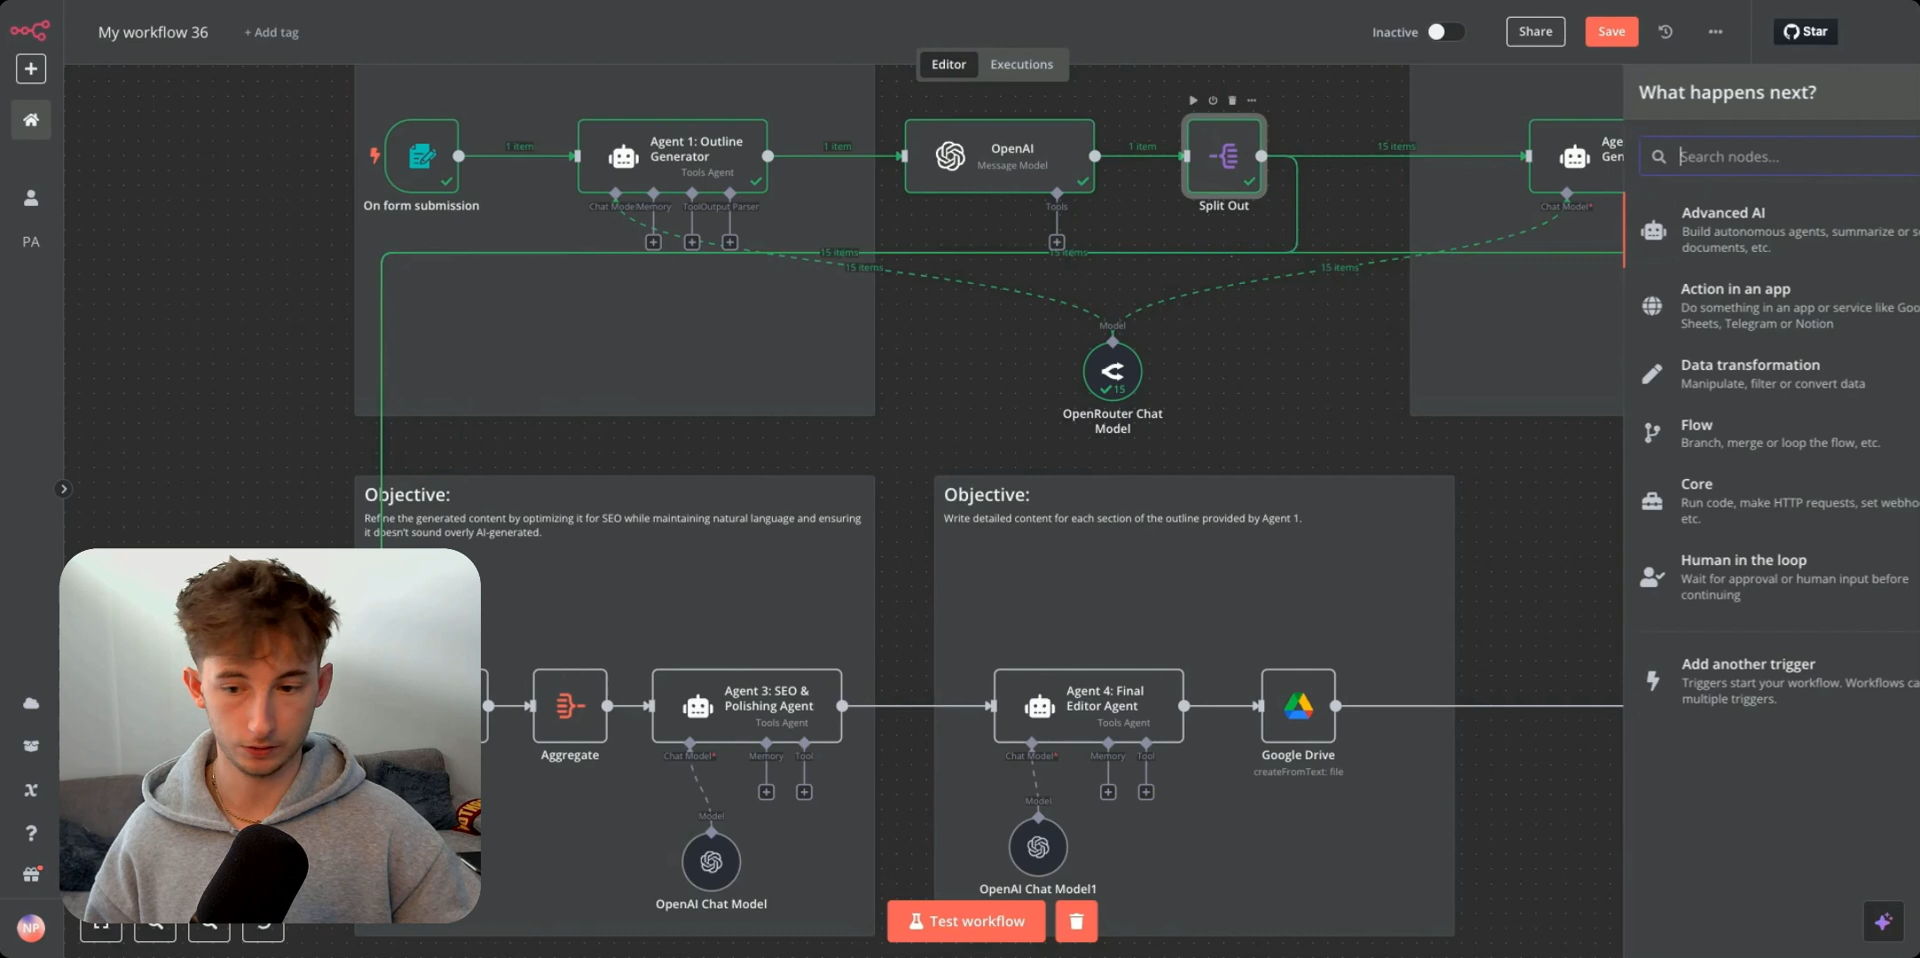 My workflow 36
+ Add tag
Inactive
Share
Save
Star
Editor
Executions
What happens next?
Search nodes...
1 item
Agent 1: Outline
Generator
Tools Agent
1 item
OpenAI
Message Model
1 item
15 items
Age
Gen
On form submission
Chat Mode
Memory
Tool
Output Parser
Tools
Split Out
Chat Model*
15 items
15 items
15 items
15 items
Model
15
OpenRouter Chat
Model
Advanced AI
Build autonomous agents, summarize or se
documents, etc.
Action in an app
Do something in an app or service like Goo
Sheets, Telegram or Notion
Data transformation
Manipulate, filter or convert data
Flow
Branch, merge or loop the flow, etc.
Core
Run code, make HTTP requests, set webho
etc.
Human in the loop
Wait for approval or human input before
continuing
Add another trigger
Triggers start your workflow. Workflows ca
multiple triggers.
PA
Objective:
Refine the generated content by optimizing it for SEO while maintaining natural language and ensuring
it doesn't sound overly AI-generated.
Objective:
Write detailed content for each section of the outline provided by Agent 1.
Aggregate
Agent 3: SEO &
Polishing Agent
Tools Agent
Chat Model*
Memory
Tool
Model
OpenAI Chat Model
Agent 4: Final
Editor Agent
Tools Agent
Chat Model*
Memory
Tool
Model
OpenAI Chat Model1
Google Drive
createFromText: file
Test workflow
NP